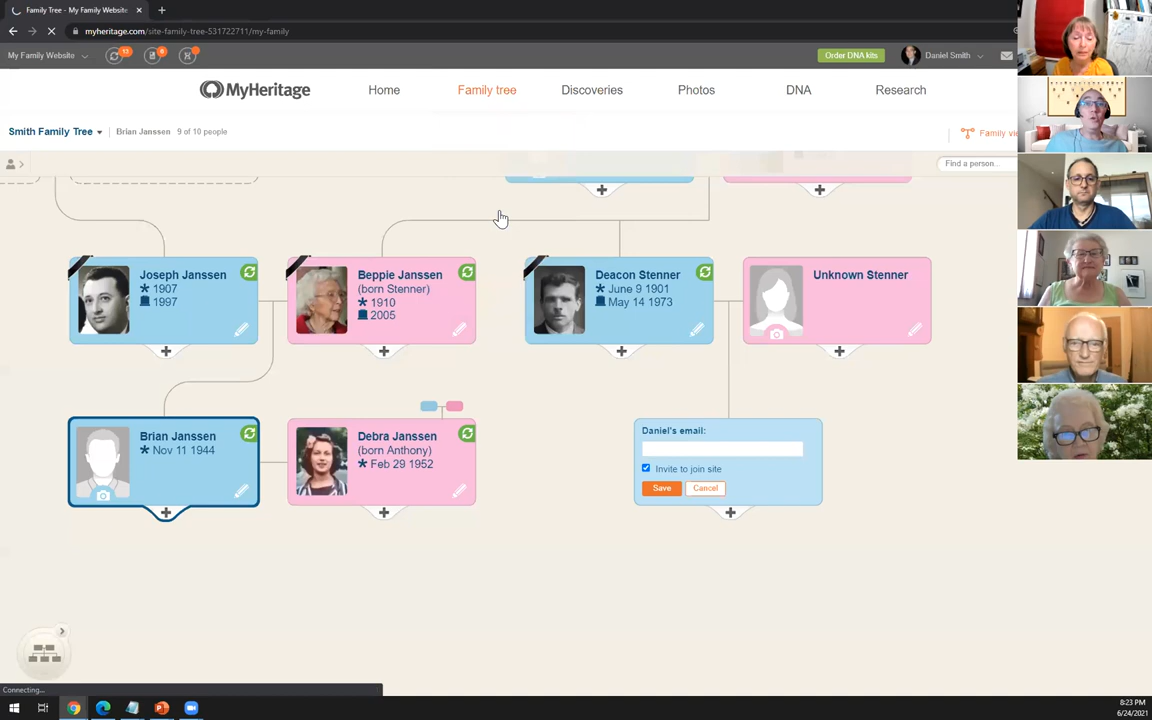 Family Tree - My Family Website
myheritage.com/site-family-tree-531722711/my-family
My Family Website
13
6
Order DNA kits
Daniel Smith
MyHeritage
Home
Family tree
Discoveries
Photos
DNA
Research
Smith Family Tree
Brian Janssen
9 of 10 people
Family
Find a person...
Joseph Janssen
1907
1997
Beppie Janssen
(born Stenner)
1910
2005
Deacon Stenner
June 9 1901
May 14 1973
Unknown Stenner
Brian Janssen
Nov 11 1944
Debra Janssen
(born Anthony)
Feb 29 1952
Daniel's email:
Invite to join site
Save
Cancel
Connecting...
8:23 PM
6/24/2021